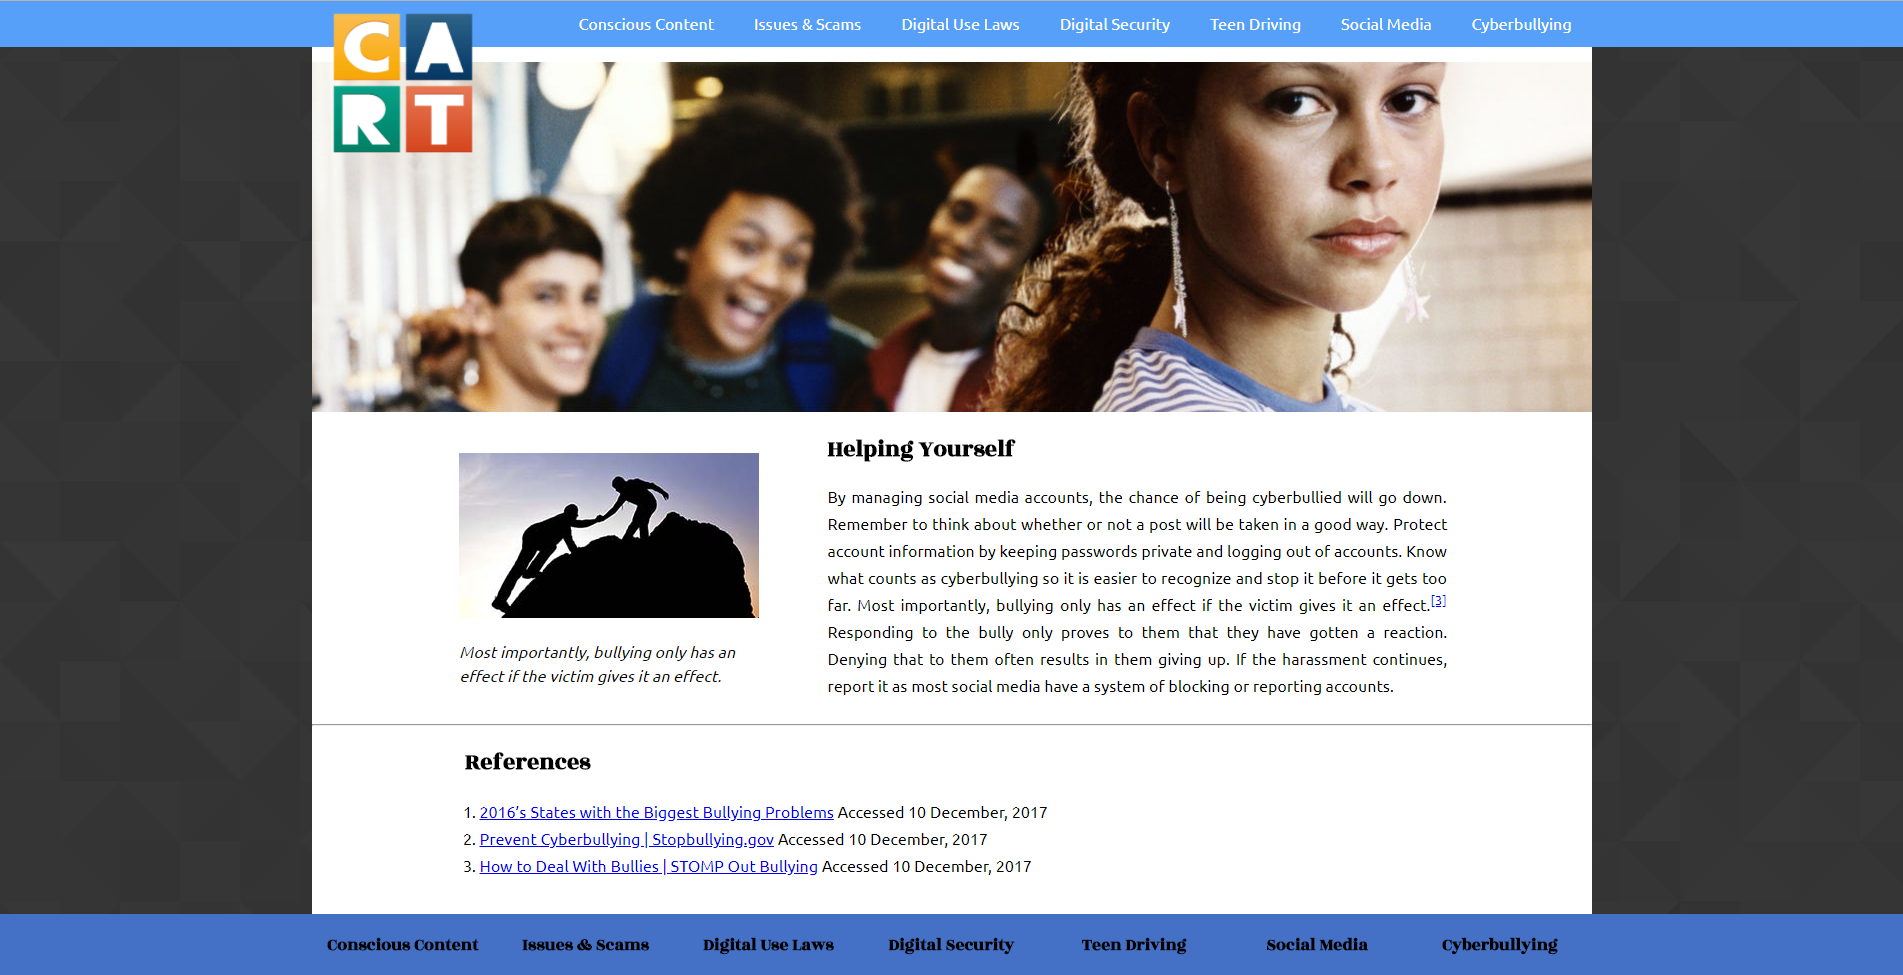 CA
RT
Conscious Content Issues & Scams Digital Use Laws Digital Security Teen Driving Social Media Cyberbullying
Most importantly, bullying only has an
effect if the victim gives it an effect.
Helping Yourself
By managing social media accounts, the chance of being cyberbullied will go down.
Remember to think about whether or not a post will be taken in a good way. Protect
account information by keeping passwords private and logging out of accounts. Know
what counts as cyberbullying so it is easier to recognize and stop it before it gets too
far. Most importantly, bullying only has an effect if the victim gives it an effect.[3]
Responding to the bully only proves to them that they have gotten a reaction.
Denying that to them often results in them giving up. If the harassment continues,
report it as most social media have a system of blocking or reporting accounts.
References
1. 2016's States with the Biggest Bullying Problems Accessed 10 December, 2017
2. Prevent Cyberbullying | Stopbullying.gov Accessed 10 December, 2017
3. How to Deal With Bullies | STOMP Out Bullying Accessed 10 December, 2017
Conscious Content Issues & Scams Digital Use Laws Digital Security Teen Driving Social Media Cyberbullying